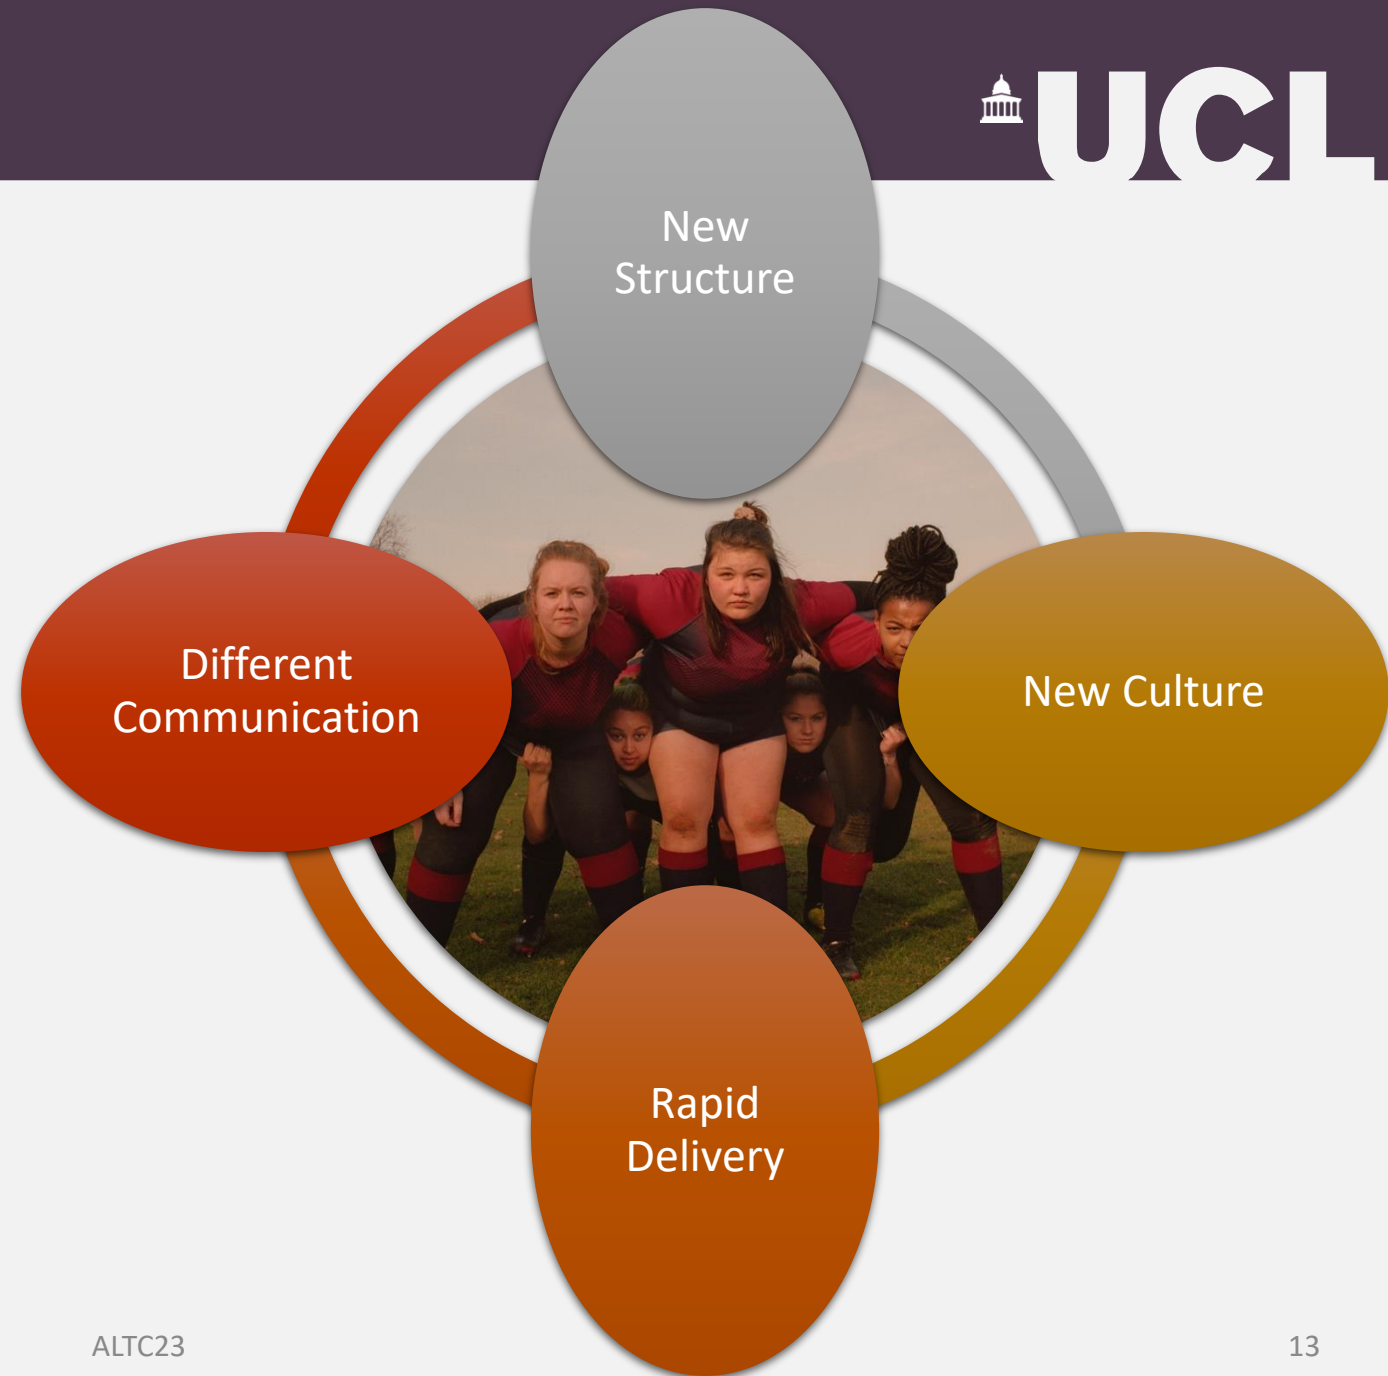 UCL
New
Structure
Different
Communication
New Culture
Rapid
Delivery
ALTC23
13